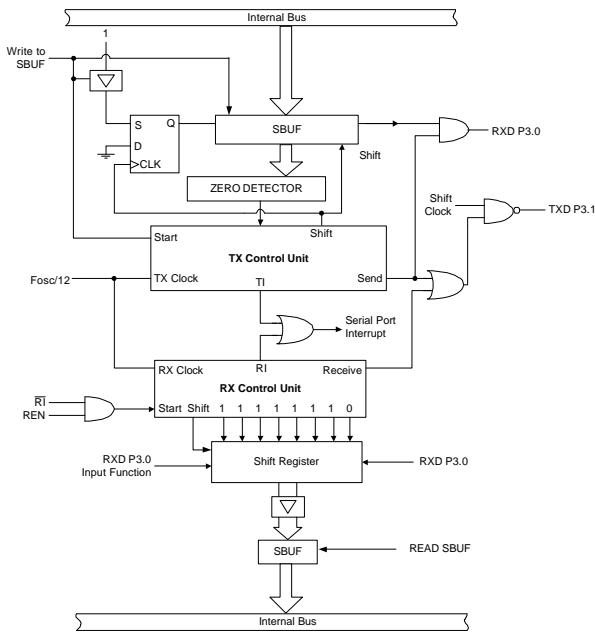 Internal Bus
1
Write to
SBUF
S Q
D
CLK
SBUF
RXD P3.0
Shift
ZERO DETECTOR
Shift
Clock
TXD P3.1
Start
Shift
TX Control Unit
Fosc/12
TX Clock
Send
TI
Serial Port
Interrupt
RX Clock
RI
Receive
RX Control Unit
RI
REN
Start Shift 1 1 1 1 1 1 1 0
RXD P3.0
Input Function
Shift Register
RXD P3.0
SBUF
READ SBUF
Internal Bus